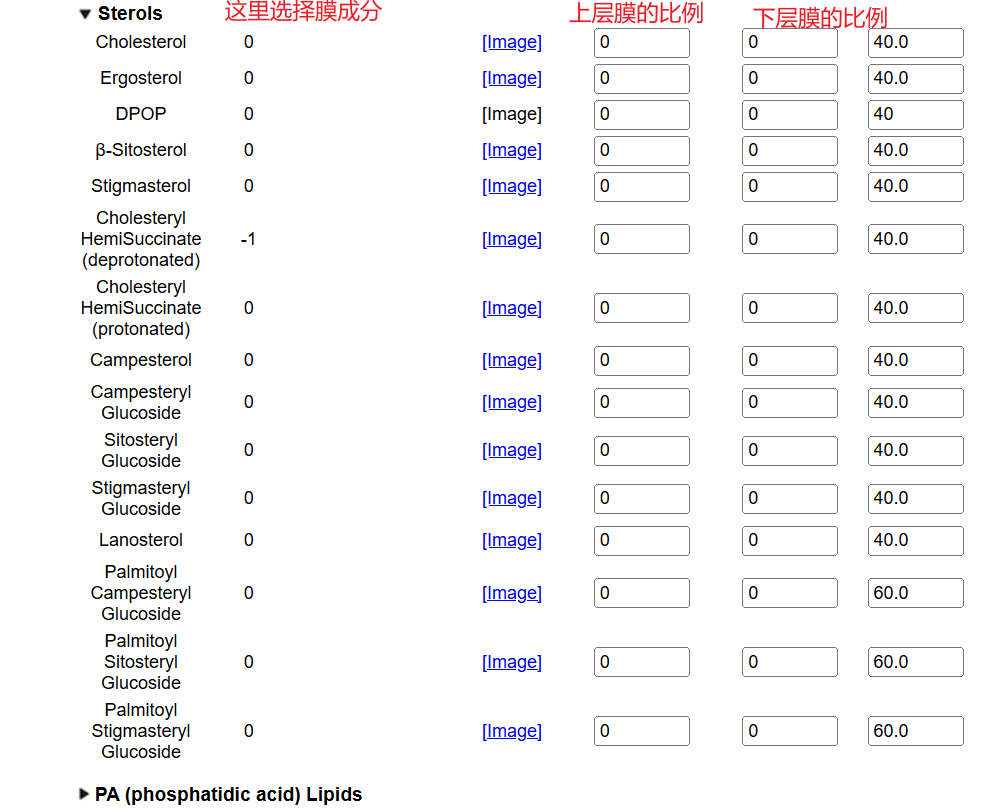 ▼ Sterols 这里选择膜成分 上层膜的比例 下层膜的比例
Cholesterol 0 [Image] 0 0 40.0
Ergosterol 0 [Image] 0 0 40.0
DPOP 0 [Image] 0 0 40
β-Sitosterol 0 [Image] 0 0 40.0
Stigmasterol 0 [Image] 0 0 40.0
Cholesteryl
HemiSuccinate -1 [Image] 0 0 40.0
(deprotonated)
Cholesteryl
HemiSuccinate 0 [Image] 0 0 40.0
(protonated)
Campesterol 0 [Image] 0 0 40.0
Campesteryl
Glucoside 0 [Image] 0 0 40.0
Sitosteryl
Glucoside 0 [Image] 0 0 40.0
Stigmasteryl
Glucoside 0 [Image] 0 0 40.0
Lanosterol 0 [Image] 0 0 40.0
Palmitoyl
Campesteryl 0 [Image] 0 0 60.0
Glucoside
Palmitoyl
Sitosteryl 0 [Image] 0 0 60.0
Glucoside
Palmitoyl
Stigmasteryl 0 [Image] 0 0 60.0
Glucoside
▶ PA (phosphatidic acid) Lipids